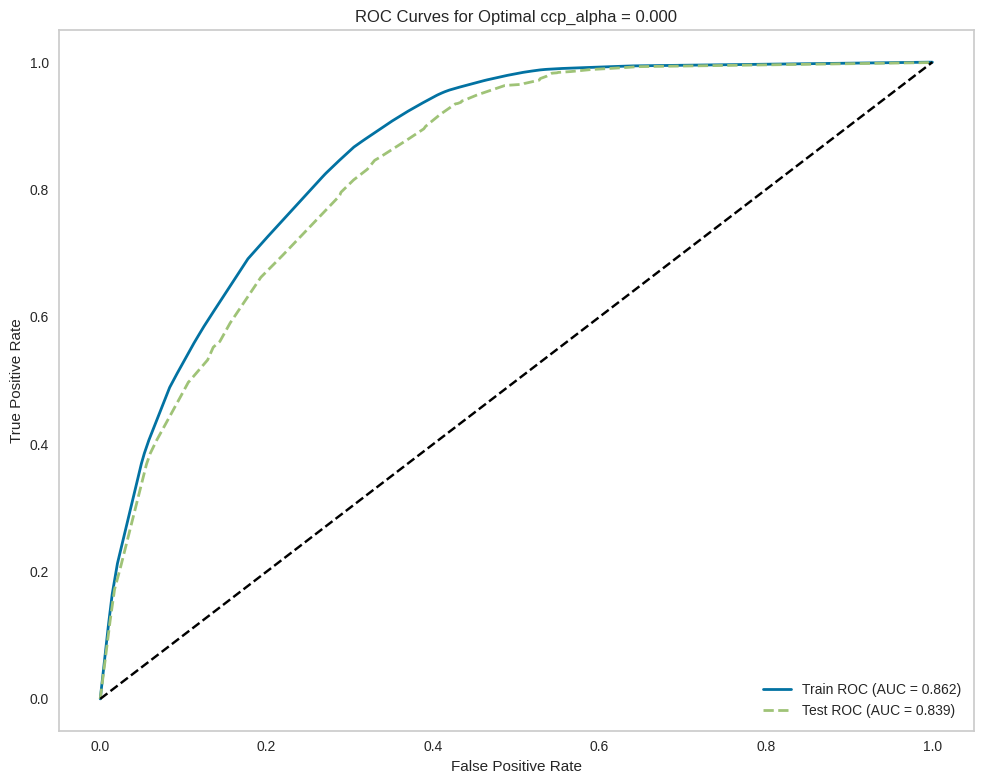 ROC Curves for Optimal ccp_alpha = 0.000
True Positive Rate
1.0
0.8
0.6
0.4
0.2
0.0
Train ROC (AUC = 0.862)
Test ROC (AUC = 0.839)
0.0 0.2 0.4 0.6 0.8 1.0
False Positive Rate